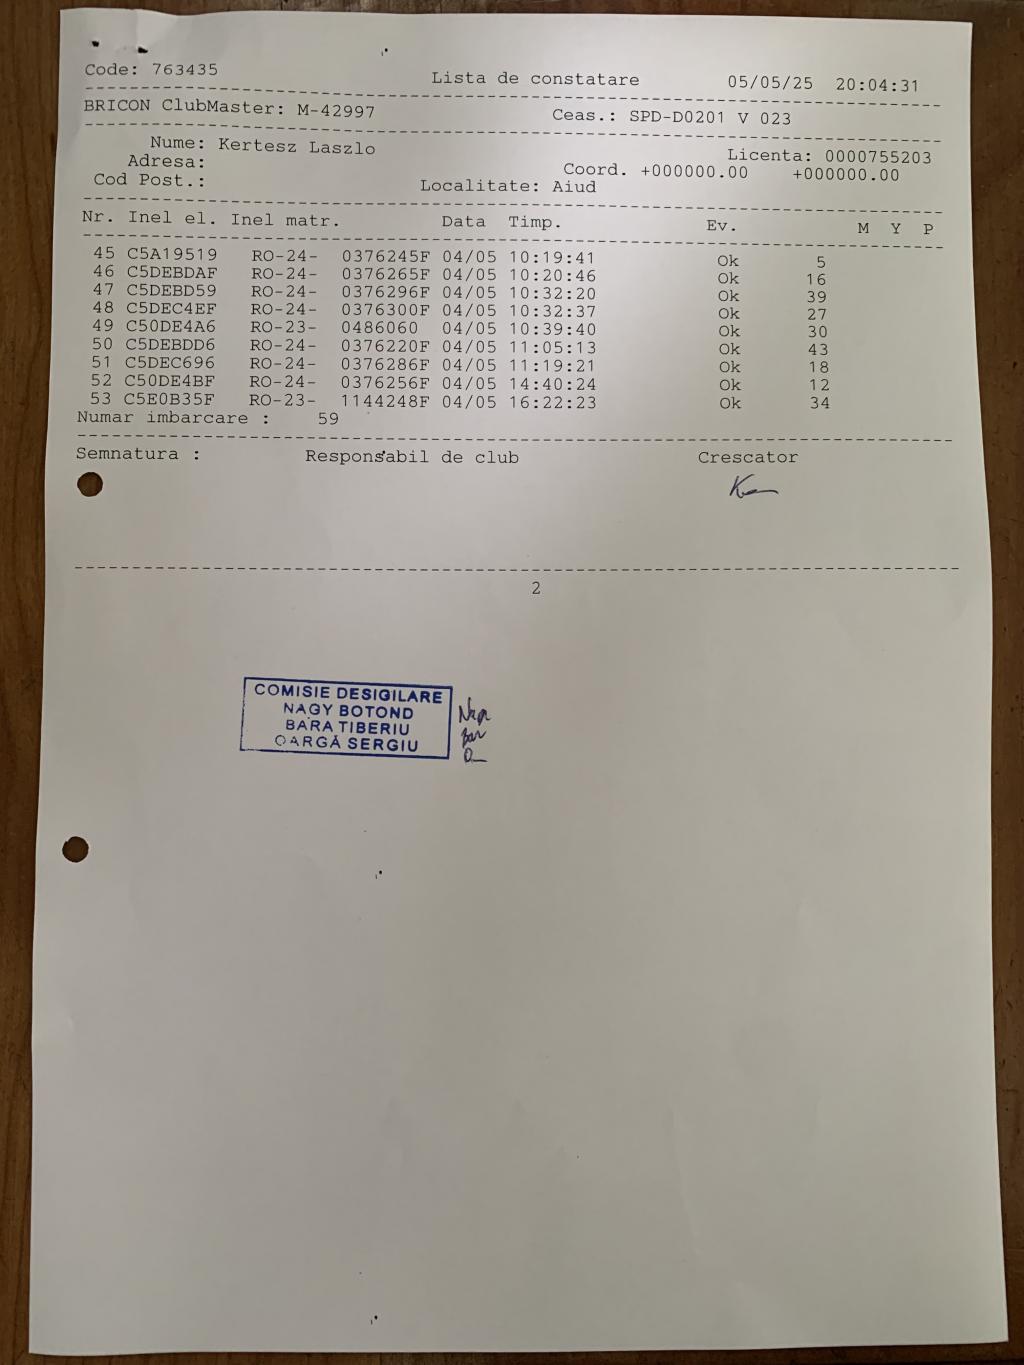 Code: 763435 Lista de constatare 05/05/25 20:04:31
BRICON ClubMaster: M-42997 Ceas.: SPD-D0201 V 023
Nume: Kertesz Laszlo Licenta: 0000755203
Adresa: Coord. +000000.00 +000000.00
Cod Post.: Localitate: Aiud
Nr. Inel el. Inel matr. Data Timp. Ev. M Y P
45 C5A19519 RO-24- 0376245F 04/05 10:19:41 Ok 5
46 C5DEBDAF RO-24- 0376265F 04/05 10:20:46 Ok 16
47 C5DEBD59 RO-24- 0376296F 04/05 10:32:20 Ok 39
48 C5DEC4EF RO-24- 0376300F 04/05 10:32:37 Ok 27
49 C50DE4A6 RO-23- 0486060 04/05 10:39:40 Ok 30
50 C5DEBDD6 RO-24- 0376220F 04/05 11:05:13 Ok 43
51 C5DEC696 RO-24- 0376286F 04/05 11:19:21 Ok 18
52 C50DE4BF RO-24- 0376256F 04/05 14:40:24 Ok 12
53 C5E0B35F RO-23- 1144248F 04/05 16:22:23 Ok 34
Numar imbarcare : 59
Semnatura : Responsabil de club Crescator
2
COMISIE DESIGILARE
NAGY BOTOND
BARA TIBERIU
OARGĂ SERGIU